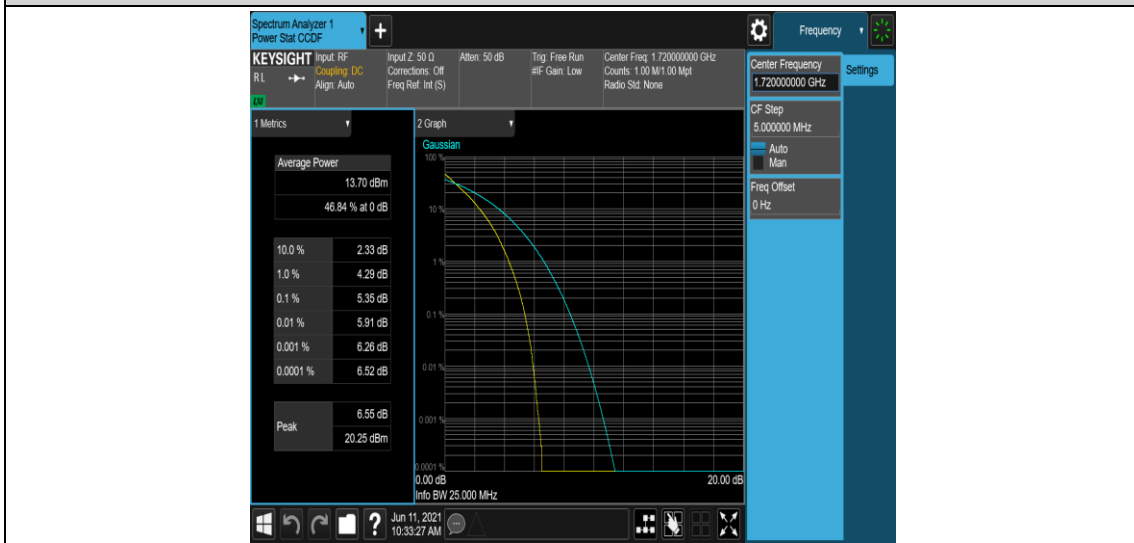 Spectrum Analyzer 1
Power Stat CCDF
+
Frequency
KEYSIGHT
RL
Input: RF
Coupling: DC
Align: Auto
Input Z: 50 Ω
Corrections: Off
Freq Ref: Int (S)
Atten: 50 dB
Trig: Free Run
#IF Gain: Low
Center Freq: 1.720000000 GHz
Counts: 1.00 M/1.00 Mpt
Radio Std: None
Center Frequency
1.720000000 GHz
Settings
CF Step
5.000000 MHz
Auto
Man
Freq Offset
0 Hz
1 Metrics
Average Power
13.70 dBm
46.84 % at 0 dB
10.0 % 2.33 dB
1.0 % 4.29 dB
0.1 % 5.35 dB
0.01 % 5.91 dB
0.001 % 6.26 dB
0.0001 % 6.52 dB
Peak
6.55 dB
20.25 dBm
2 Graph
Gaussian
100 %
10 %
1 %
0.1 %
0.01 %
0.001 %
0.0001 %
0.00 dB 20.00 dB
Info BW 25.000 MHz
?
Jun 11, 2021
10:33:27 AM